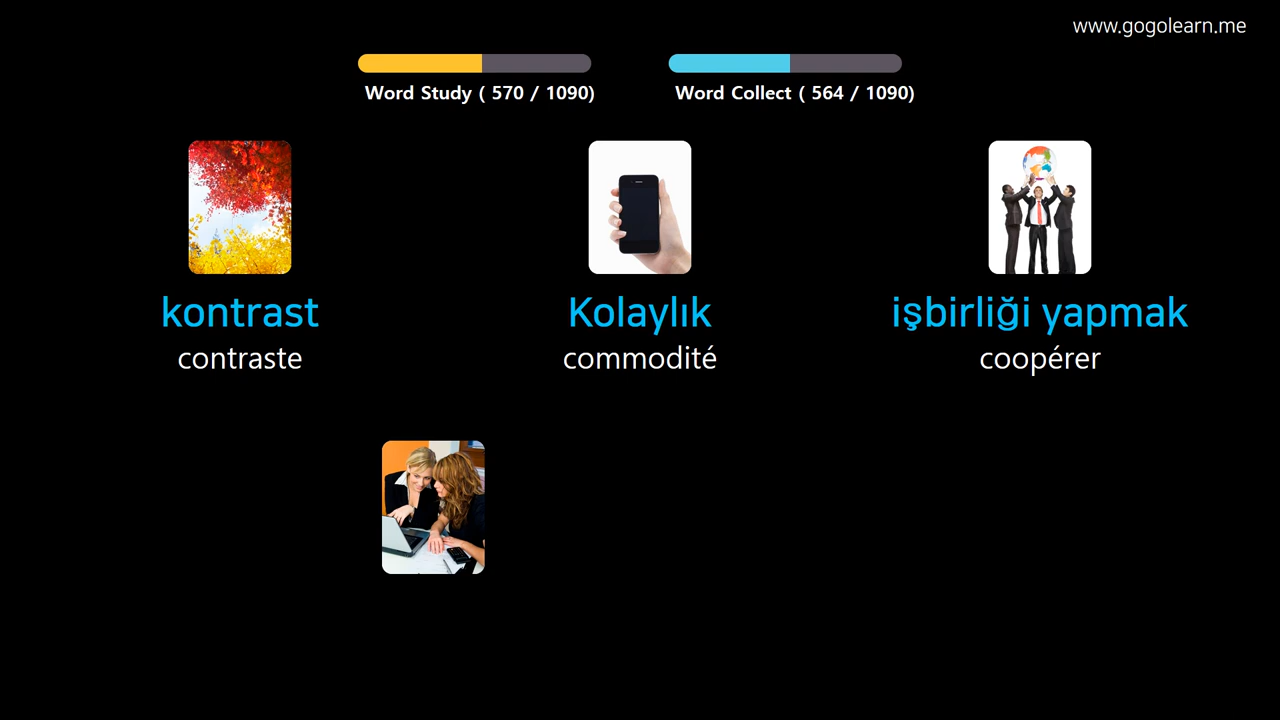 www.gogolearn.me
Word Study ( 570 / 1090)
Word Collect ( 564 / 1090)
kontrast
contraste
Kolaylık
commodité
işbirliği yapmak
coopérer